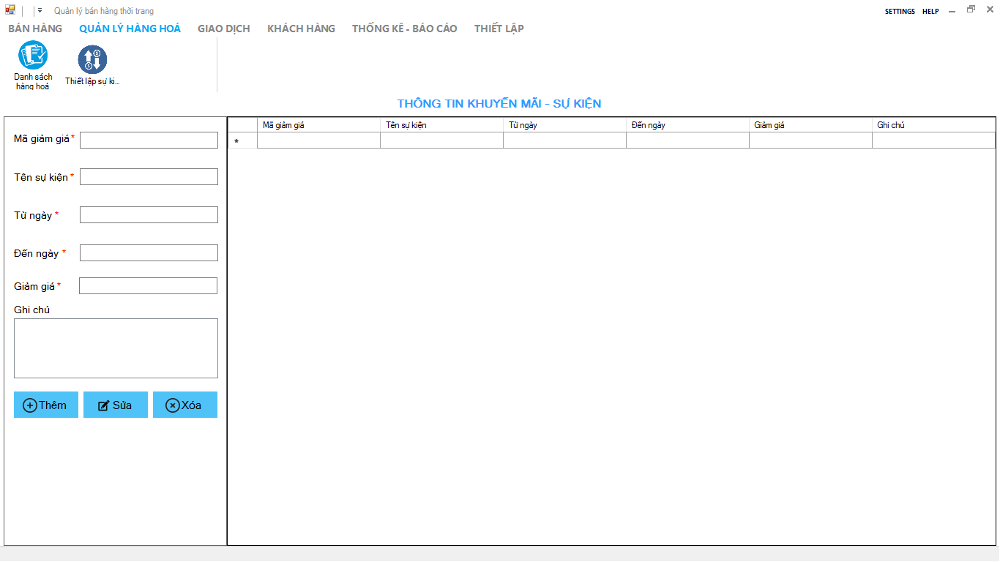 Quản lý bán hàng thời trang
SETTINGS HELP
BÁN HÀNG QUẢN LÝ HÀNG HOÁ GIAO DỊCH KHÁCH HÀNG THỐNG KÊ - BÁO CÁO THIẾT LẬP
Danh sách
hàng hoá
Thiết lập sự ki...
THÔNG TIN KHUYẾN MÃI - SỰ KIỆN
Mã giảm giá*
Tên sự kiện *
Từ ngày *
Đến ngày *
Giảm giá *
Ghi chú
Thêm Sửa Xóa
Mã giảm giá Tên sự kiện Từ ngày Đến ngày Giảm giá Ghi chú
*